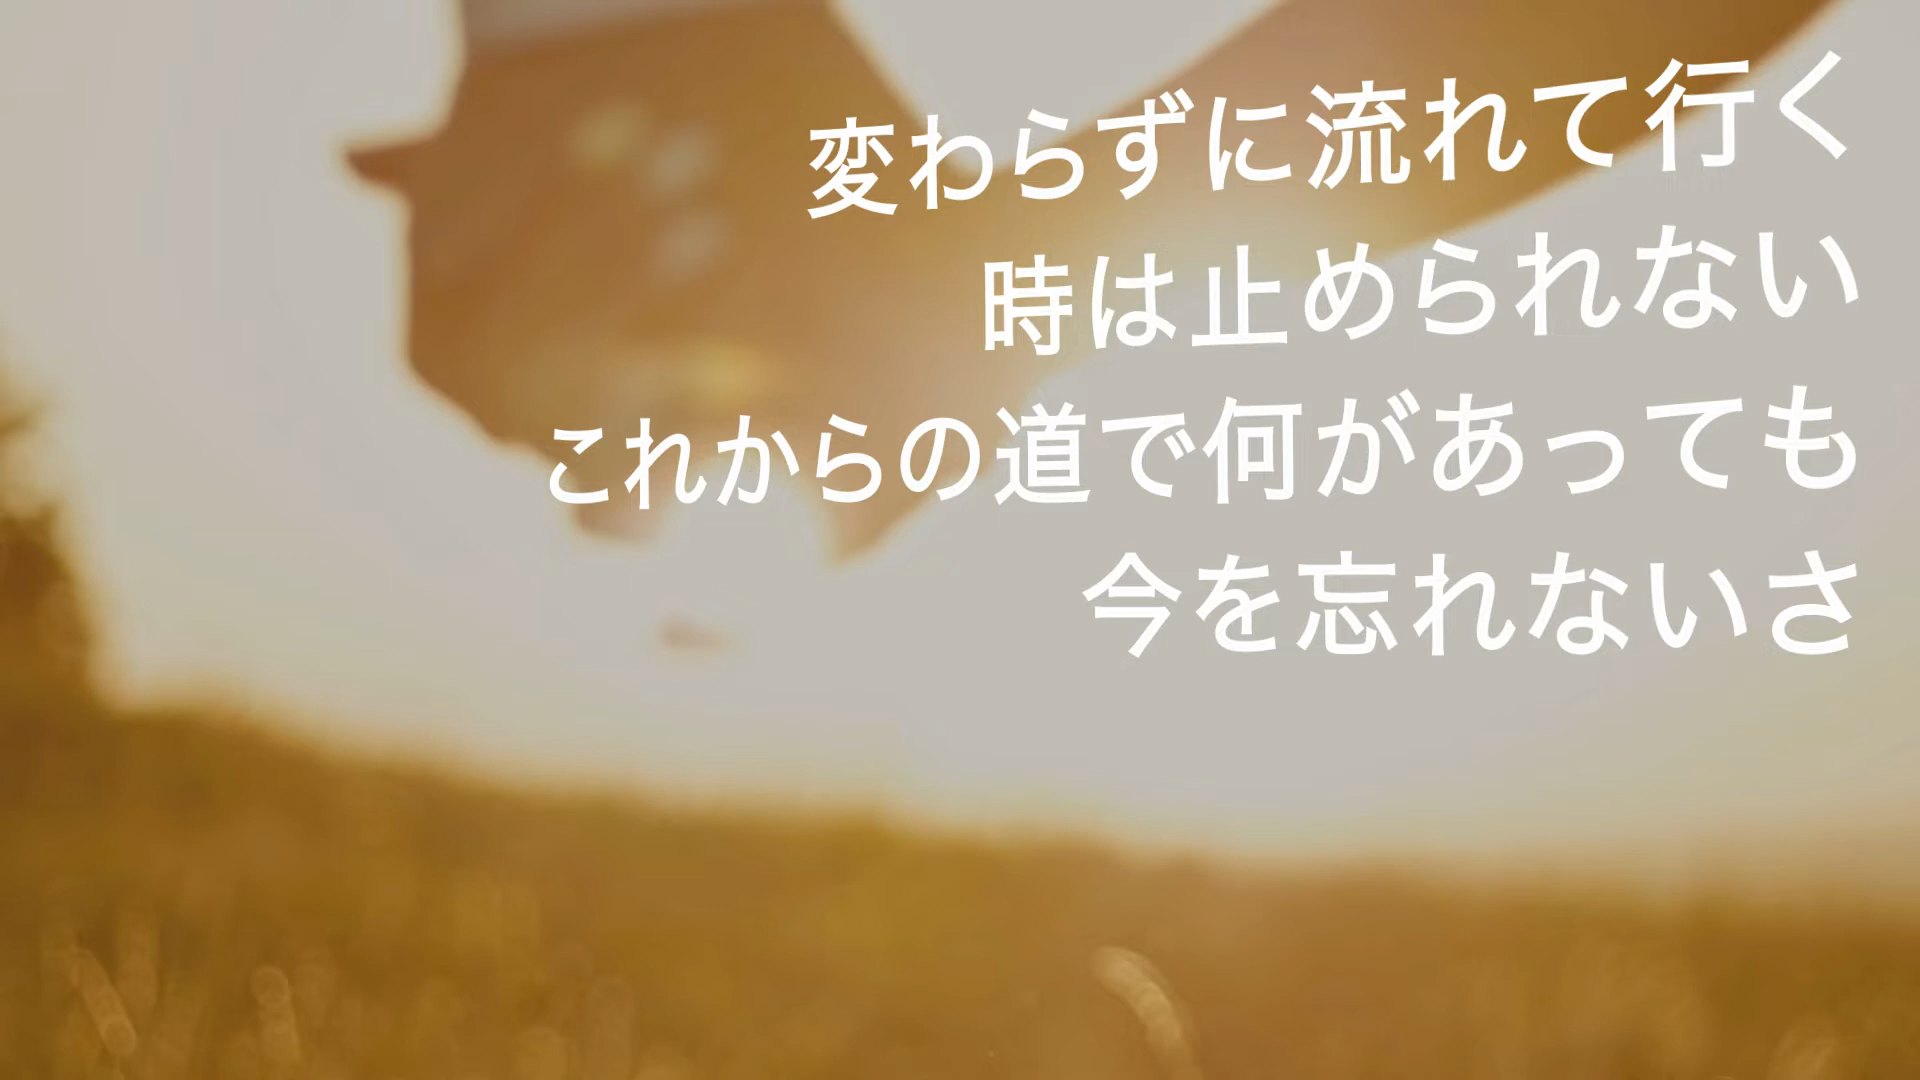 変わらずに流れて行く
時は止められない
これからの道で何があっても
今を忘れないさ